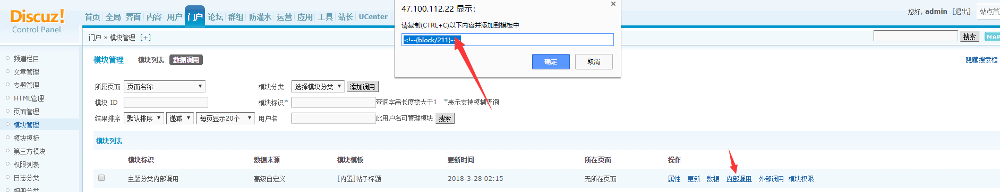 Discuz!
Control Panel
首页 全局 界面 内容 用户 门户 论坛 群组 防灌水 运营 应用 工具 站长 UCenter
47.100.112.22 显示：
请复制(CTRL+C)以下内容并添加到模板中
<!--{block/211}--
确定 取消
您好, admin [退出] 站点首
门户 » 模块管理 [+]
搜索 MAP
频道栏目
文章管理
专题管理
HTML管理
页面管理
模块管理
模块模板
第三方模块
权限列表
日志分类
相册分类
模块管理 模块列表 数据调用
隐藏搜索框
所属页面 页面名称 模块分类 选择模块分类 添加调用
模块 ID 模块标识* 查询字串长度需大于1 *表示支持模糊查询
结果排序 默认排序 递减 每页显示20个 用户名 此用户名可管理模块 搜索
模块列表
模块标识 数据来源 模块模板 更新时间 所在页面 操作
主题分类内部调用 高级自定义 [内置]帖子标题 2018-3-28 02:15 无所在页面 属性 更新 数据 内部调用 外部调用 模块权限